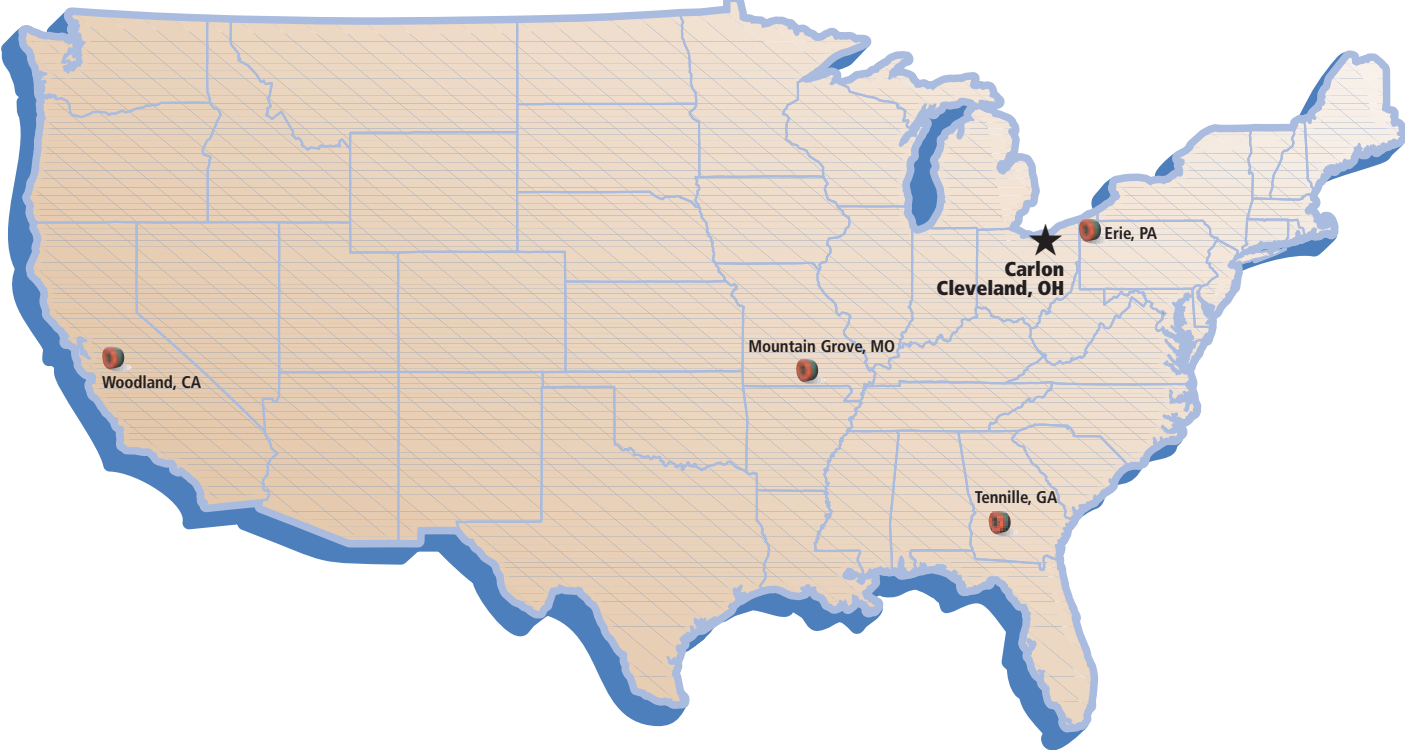 Erie, PA
Carlon
Cleveland, OH
Mountain Grove, MO
Woodland, CA
Tennille, GA